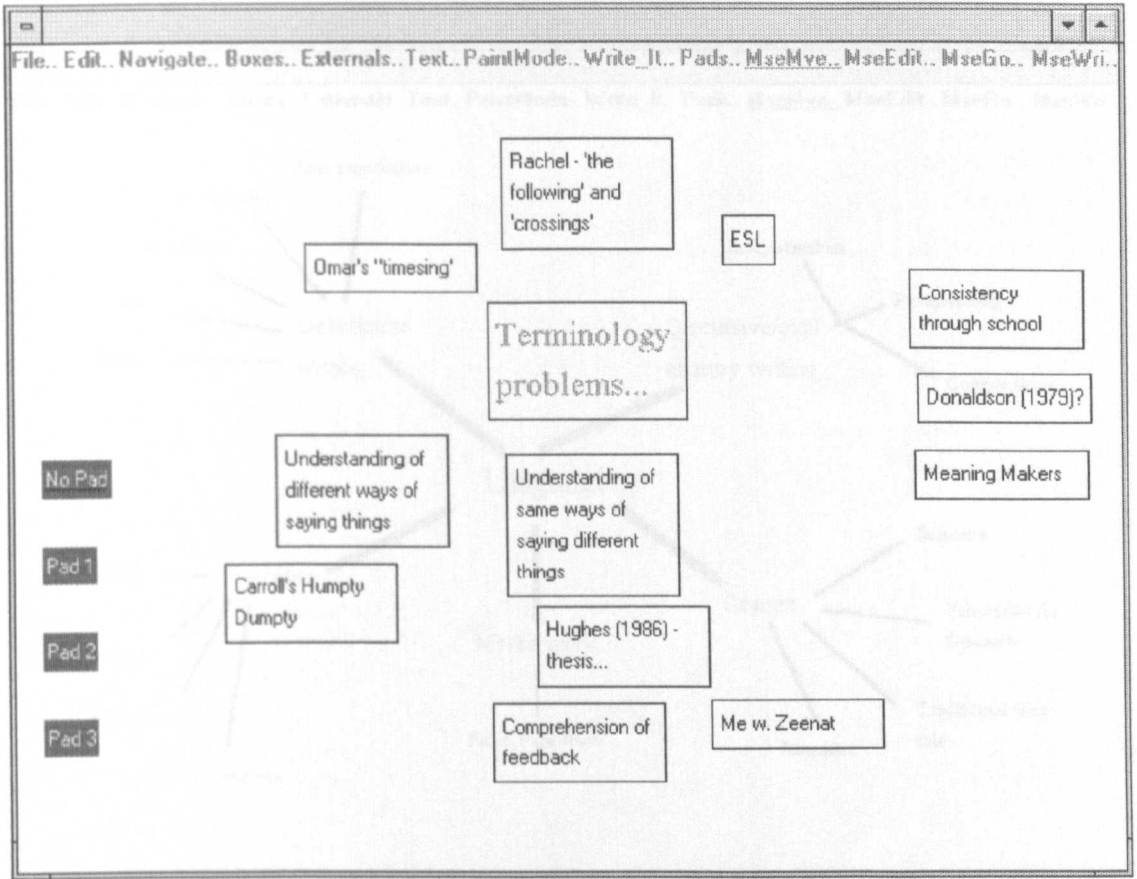 File.. Edit.. Navigate.. Boxes.. Externals.. Text.. PaintMode.. Write_It.. Pads.. MseMve.. MseEdit.. MseGo.. MseWri..
Rachel - 'the
following' and
'crossings'
ESL
Omar's "timesing'
Consistency
through school
Terminology
problems...
Donaldson (1979)?
Understanding of
different ways of
saying things
Understanding of
same ways of
saying different
things
Meaning Makers
No Pad
Pad 1
Carroll's Humpty
Dumpty
Hughes (1986) -
thesis...
Pad 2
Comprehension of
feedback
Me w. Zeenat
Pad 3